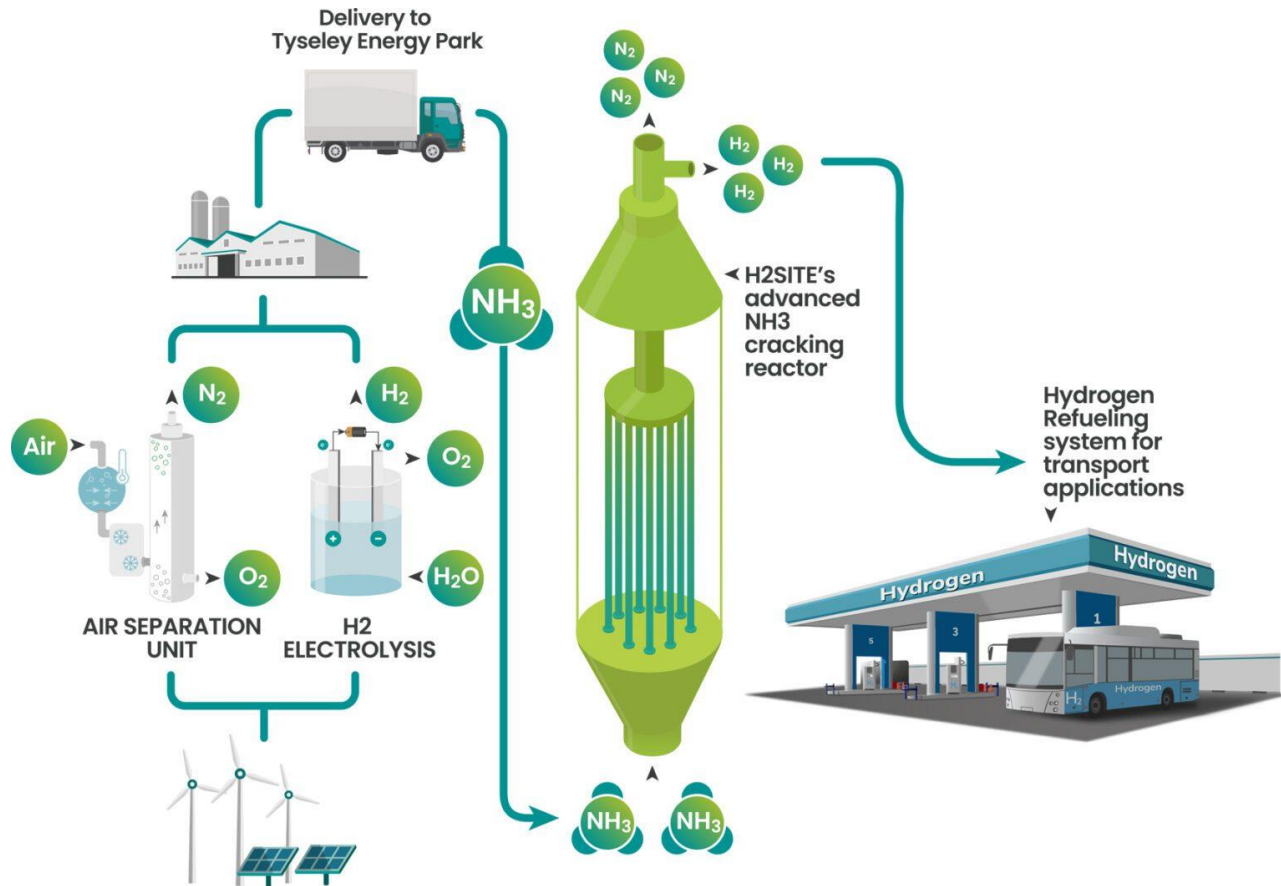 Delivery to
Tyseley Energy Park
N₂
N₂
N₂
H₂
H₂
H₂
NH₃
H2SITE's
advanced
NH3
cracking
reactor
N₂
H₂
Air
O₂
O₂
H₂O
e⁻
e⁻
+
−
AIR SEPARATION
UNIT
H2
ELECTROLYSIS
Hydrogen
Refueling
system for
transport
applications
Hydrogen
Hydrogen
5
3
1
H₂
Hydrogen
NH₃
NH₃